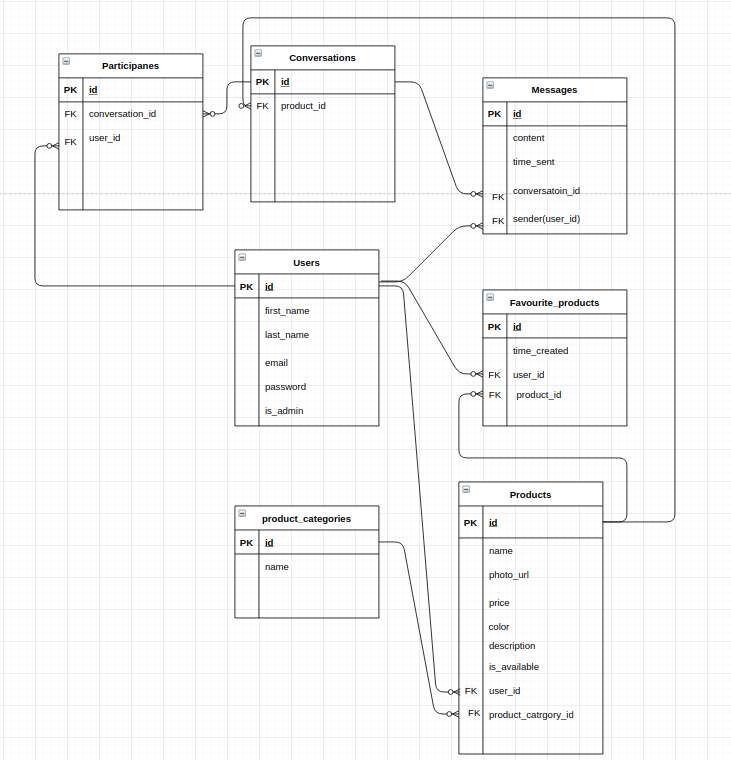 Participanes
PK id
FK conversation_id
FK user_id
Conversations
PK id
FK product_id
Messages
PK id
content
time_sent
FK conversatoin_id
FK sender(user_id)
Users
PK id
first_name
last_name
email
password
is_admin
Favourite_products
PK id
time_created
FK user_id
FK product_id
product_categories
PK id
name
Products
PK id
name
photo_url
price
color
description
is_available
FK user_id
FK product_catrgory_id